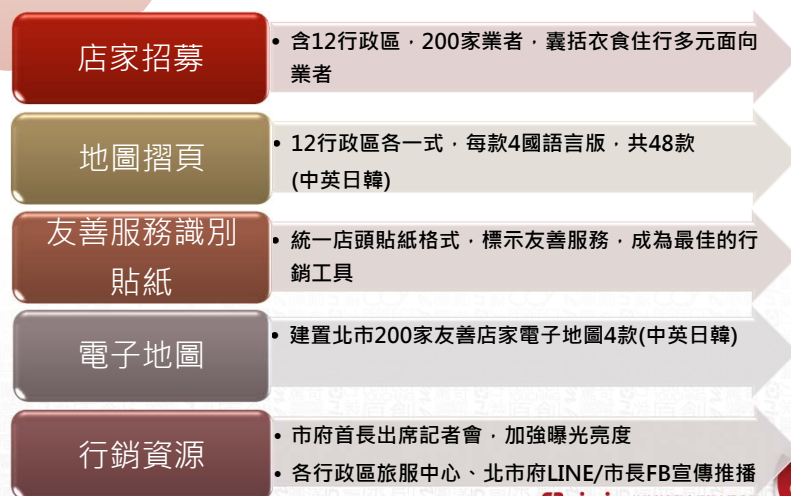 店家招募
• 含12行政區，200家業者，囊括衣食住行多元面向
業者
地圖摺頁
• 12行政區各一式，每款4國語言版，共48款
(中英日韓)
友善服務識別
貼紙
• 統一店頭貼紙格式，標示友善服務，成為最佳的行
銷工具
電子地圖
• 建置北市200家友善店家電子地圖4款(中英日韓)
行銷資源
• 市府首長出席記者會，加強曝光亮度
• 各行政區旅服中心、北市府LINE/市長FB宣傳推播